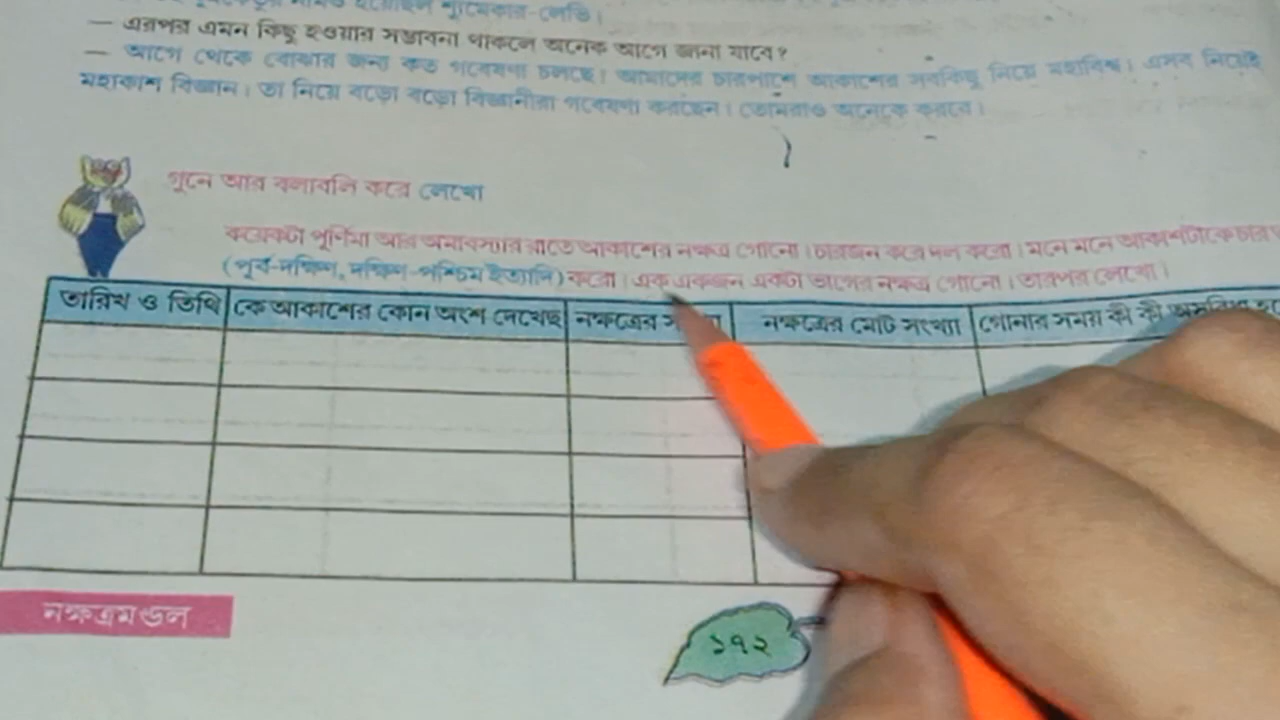 শ্যুমেকার-লেভি।
— এরপর এমন কিছু হওয়ার সম্ভাবনা থাকলে অনেক আগে জানা যাবে?
— আগে থেকে বোঝার জন্য কত গবেষণা চলছে। আমাদের চারপাশে আকাশের সবকিছু নিয়ে মহাবিশ্ব। এসব নিয়েই
মহাকাশ বিজ্ঞান। তা নিয়ে বড়ো বড়ো বিজ্ঞানীরা গবেষণা করছেন। তোমরাও অনেকে করবে।
গুনে আর বলাবলি করে লেখো
কয়েকটা পূর্ণিমা আর অমাবস্যার রাতে আকাশের নক্ষত্র গোনো। চারজন করে দল করো। মনে মনে আকাশটাকে চার
(পূর্ব-দক্ষিণ, দক্ষিণ-পশ্চিম ইত্যাদি) করো। এক একজন একটা ভাগের নক্ষত্র গোনো। তারপর লেখো।
তারিখ ও তিথি কে আকাশের কোন অংশ দেখেছ নক্ষত্রের নক্ষত্রের মোট সংখ্যা গোনার সময় কী কী অসুবিধা
নক্ষত্রমণ্ডল
১৭২